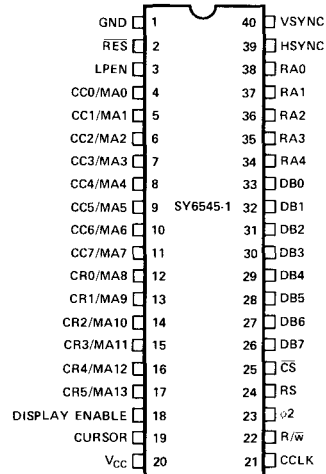 GND 1 40 VSYNC
R̅E̅S̅ 2 39 HSYNC
LPEN 3 38 RA0
CC0/MA0 4 37 RA1
CC1/MA1 5 36 RA2
CC2/MA2 6 35 RA3
CC3/MA3 7 34 RA4
CC4/MA4 8 33 DB0
CC5/MA5 9 SY6545-1 32 DB1
CC6/MA6 10 31 DB2
CC7/MA7 11 30 DB3
CR0/MA8 12 29 DB4
CR1/MA9 13 28 DB5
CR2/MA10 14 27 DB6
CR3/MA11 15 26 DB7
CR4/MA12 16 25 C̅S̅
CR5/MA13 17 24 RS
DISPLAY ENABLE 18 23 φ2
CURSOR 19 22 R/w̅
VCC 20 21 CCLK